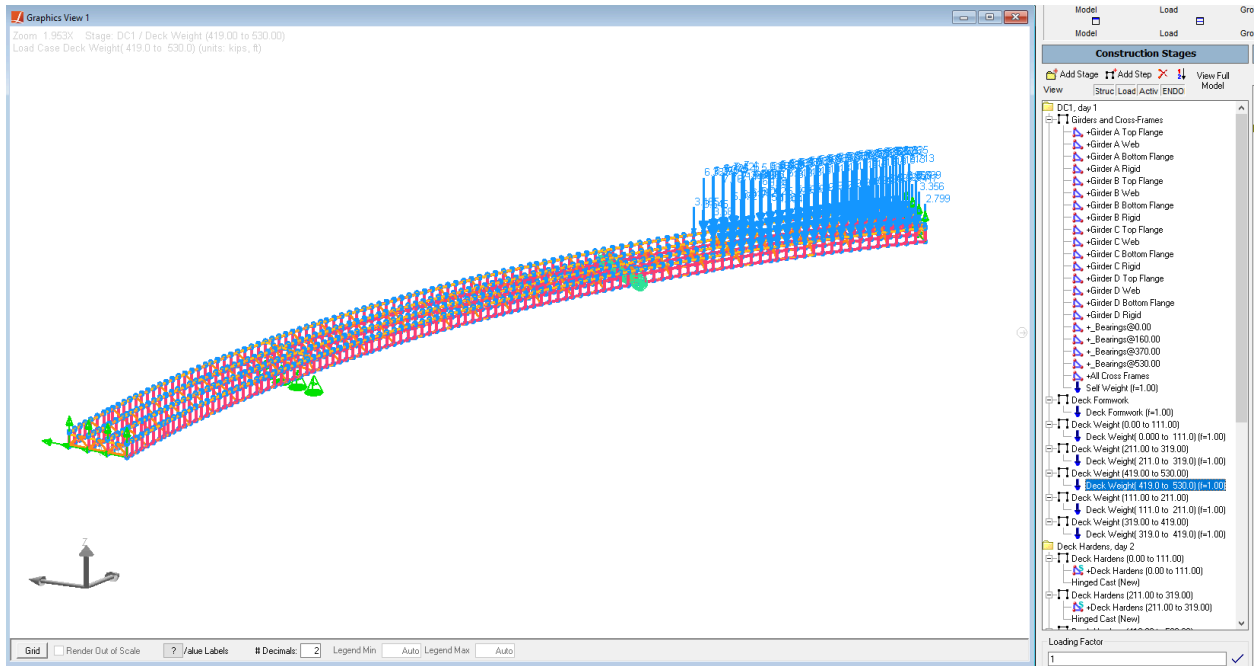 Graphics View 1
Zoom 1.953X Stage: DC1 / Deck Weight (419.00 to 530.00)
Load Case Deck Weight( 419.0 to 530.0) (units: kips, ft)
3.356
2.799
Z
Grid Render Out of Scale ? /alue Labels # Decimals: 2 Legend Min Auto Legend Max Auto
Model Load Gro
Model Load Gro
Construction Stages
Add Stage Add Step View Full Model
View Struc Load Activ ENDO
DC1, day 1
Girders and Cross-Frames
+Girder A Top Flange
+Girder A Web
+Girder A Bottom Flange
+Girder A Rigid
+Girder B Top Flange
+Girder B Web
+Girder B Bottom Flange
+Girder B Rigid
+Girder C Top Flange
+Girder C Web
+Girder C Bottom Flange
+Girder C Rigid
+Girder D Top Flange
+Girder D Web
+Girder D Bottom Flange
+Girder D Rigid
+_Bearings@0.00
+_Bearings@160.00
+_Bearings@370.00
+_Bearings@530.00
+All Cross Frames
Self Weight (f=1.00)
Deck Formwork
Deck Formwork (f=1.00)
Deck Weight (0.00 to 111.00)
Deck Weight( 0.000 to 111.0) (f=1.00)
Deck Weight (211.00 to 319.00)
Deck Weight( 211.0 to 319.0) (f=1.00)
Deck Weight (419.00 to 530.00)
Deck Weight( 419.0 to 530.0) (f=1.00)
Deck Weight (111.00 to 211.00)
Deck Weight( 111.0 to 211.0) (f=1.00)
Deck Weight (319.00 to 419.00)
Deck Weight( 319.0 to 419.0) (f=1.00)
Deck Hardens, day 2
Deck Hardens (0.00 to 111.00)
+Deck Hardens (0.00 to 111.00)
Hinged Cast (New)
Deck Hardens (211.00 to 319.00)
+Deck Hardens (211.00 to 319.00)
Hinged Cast (New)
Loading Factor
1